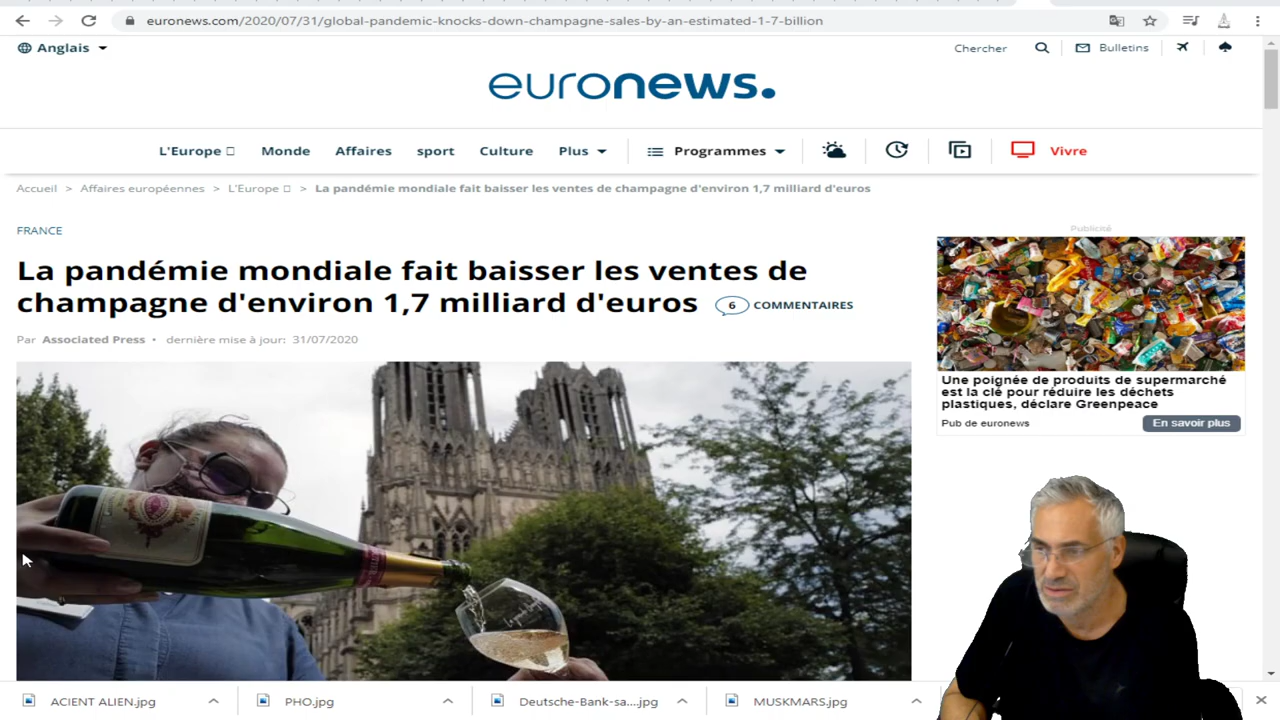 euronews.com/2020/07/31/global-pandemic-knocks-down-champagne-sales-by-an-estimated-1-7-billion
Anglais
Chercher
Bulletins
euronews.
L'Europe
Monde
Affaires
sport
Culture
Plus
Programmes
Vivre
Accueil > Affaires européennes > L'Europe > La pandémie mondiale fait baisser les ventes de champagne d'environ 1,7 milliard d'euros
FRANCE
La pandémie mondiale fait baisser les ventes de
champagne d'environ 1,7 milliard d'euros
6 COMMENTAIRES
Par Associated Press • dernière mise à jour: 31/07/2020
Publicité
Une poignée de produits de supermarché
est la clé pour réduire les déchets
plastiques, déclare Greenpeace
Pub de euronews
En savoir plus
ACIENT ALIEN.jpg
PHO.jpg
Deutsche-Bank-sa....jpg
MUSKMARS.jpg